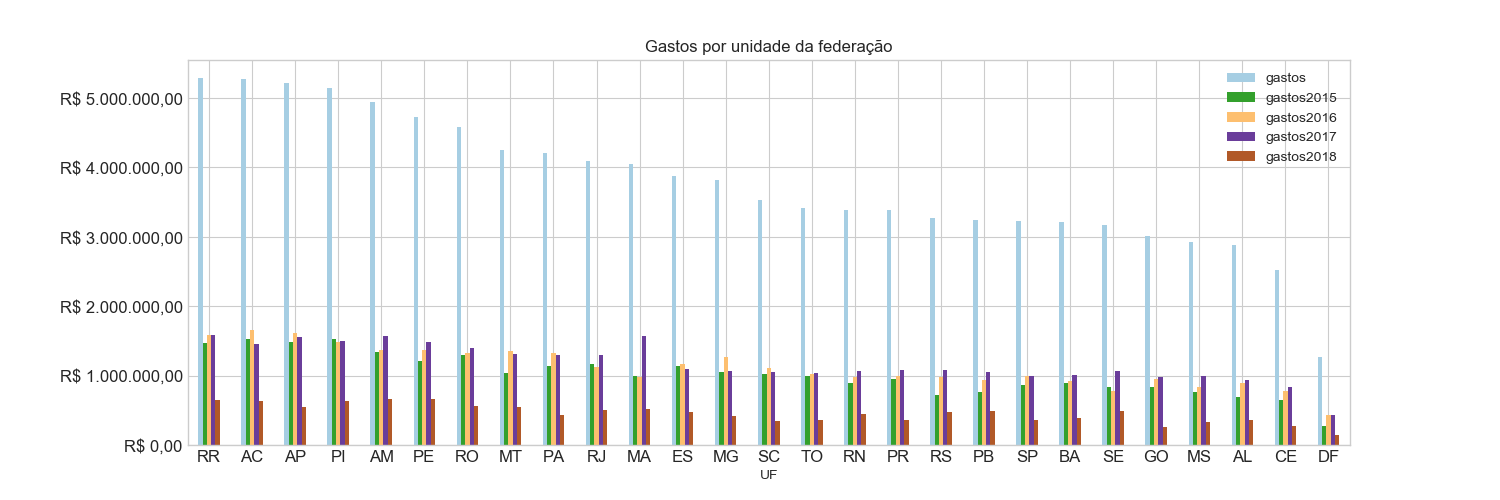 Gastos por unidade da federação
R$ 5.000.000,00
R$ 4.000.000,00
R$ 3.000.000,00
R$ 2.000.000,00
R$ 1.000.000,00
R$ 0,00
gastos
gastos2015
gastos2016
gastos2017
gastos2018
RR AC AP PI AM PE RO MT PA RJ MA ES MG SC TO RN PR RS PB SP BA SE GO MS AL CE DF
UF